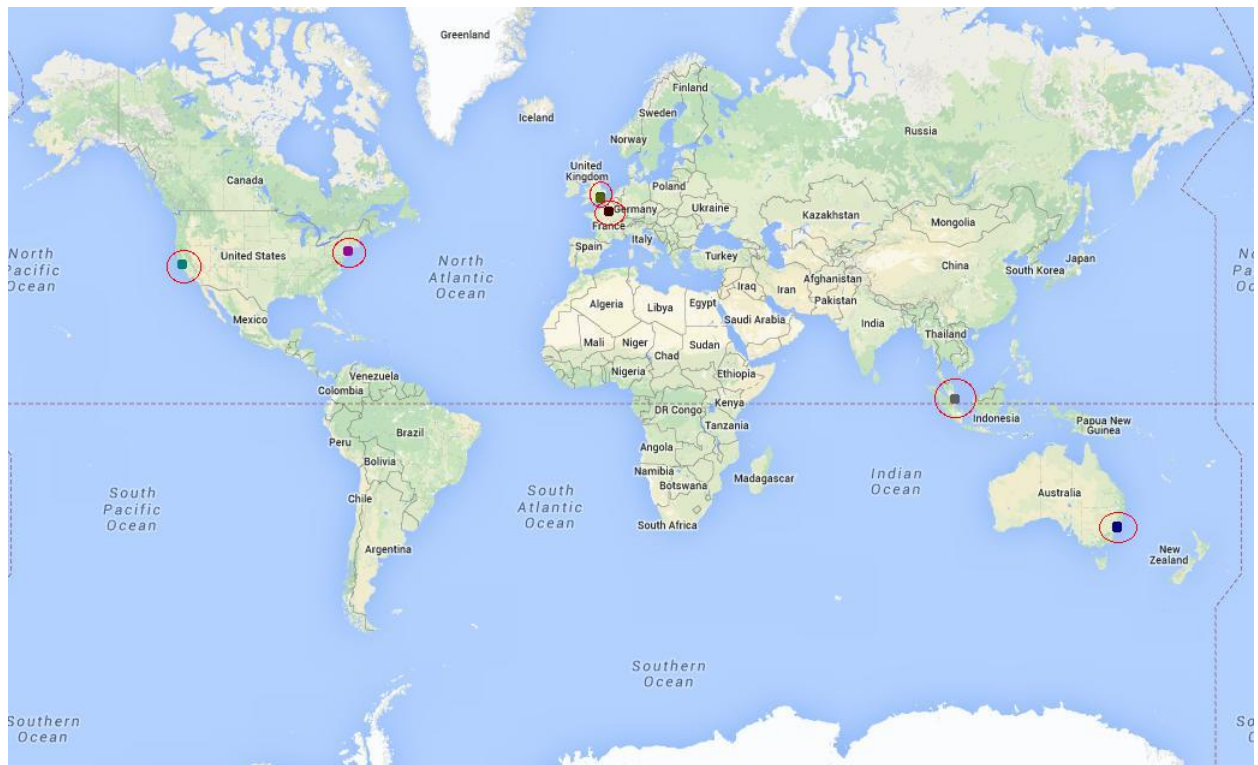 Greenland
Iceland
Finland
Sweden
Norway
Russia
United
Kingdom
Canada
Poland
Germany
Ukraine
Kazakhstan
Mongolia
France
North
Pacific
Ocean
United States
North
Atlantic
Ocean
Spain
Italy
Turkey
China
Japan
South Korea
Afghanistan
Iraq
Iran
Pakistan
Algeria
Libya
Egypt
Saudi Arabia
Mexico
India
Thailand
Mali
Niger
Sudan
Chad
Nigeria
Ethiopia
Venezuela
Colombia
DR Congo
Kenya
Indonesia
Papua New
Guinea
Brazil
Tanzania
Peru
Angola
Bolivia
Namibia
Botswana
Madagascar
Indian
Ocean
Australia
South
Pacific
Ocean
Chile
South
Atlantic
Ocean
South Africa
Argentina
New
Zealand
Southern
Ocean
Southern
Ocean